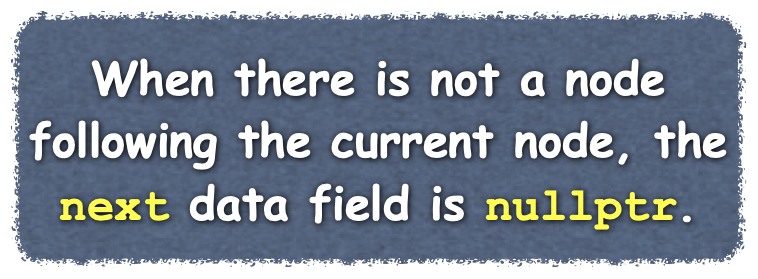 When there is not a node
following the current node, the
next data field is nullptr.